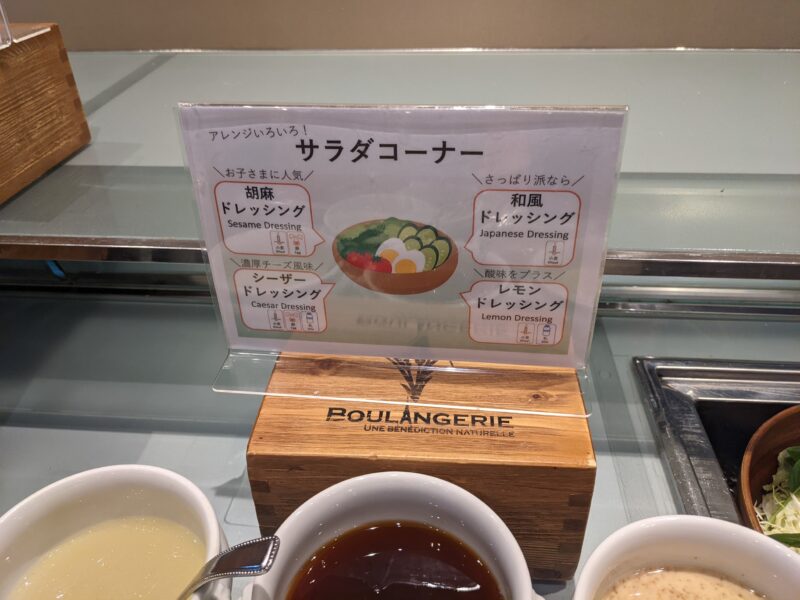 アレンジいろいろ！
サラダコーナー
＼お子さまに人気／
胡麻
ドレッシング
Sesame Dressing
＼さっぱり派なら／
和風
ドレッシング
Japanese Dressing
＼濃厚チーズ風味／
シーザー
ドレッシング
Caesar Dressing
＼酸味をプラス／
レモン
ドレッシング
Lemon Dressing
BOULANGERIE
UNE BÉNÉDICTION NATURELLE